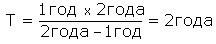 T = 1год x 2года / 2года – 1год = 2года